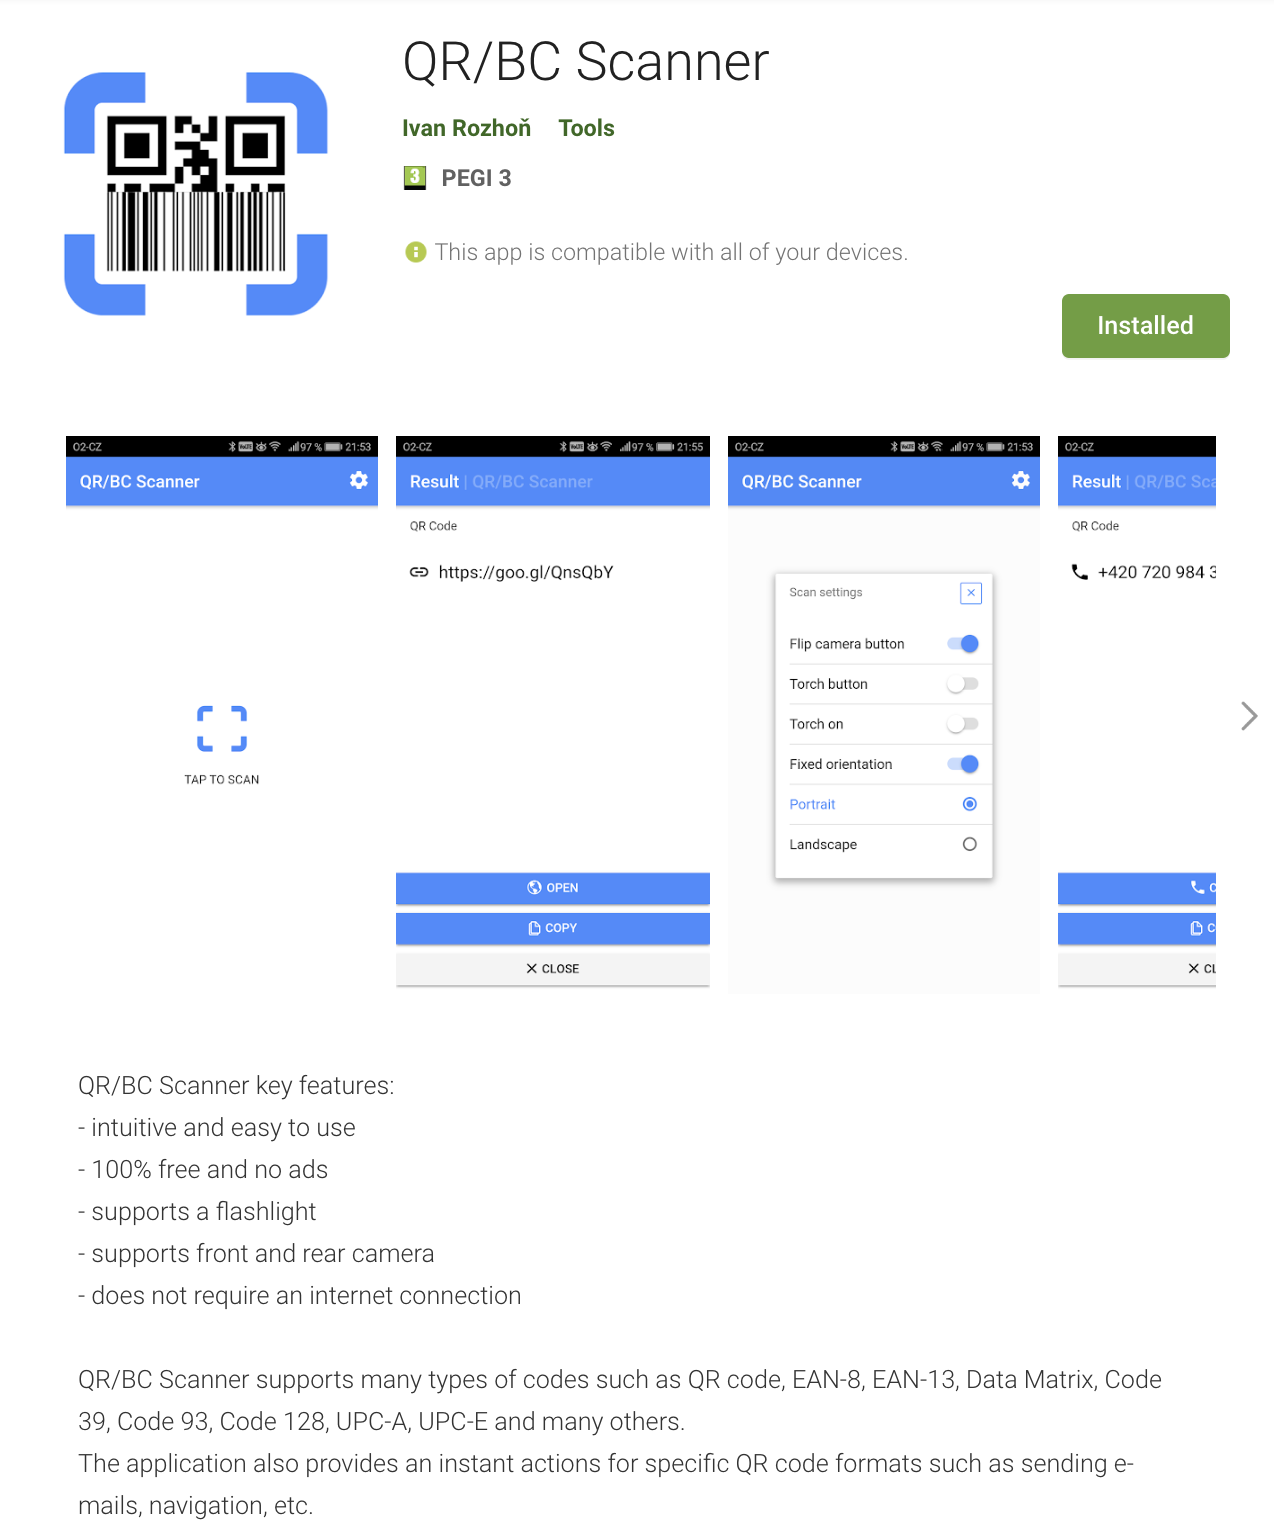 QR/BC Scanner
Ivan Rozhoň Tools
3 PEGI 3
This app is compatible with all of your devices.
Installed
O2-CZ 97 % 21:53
QR/BC Scanner
TAP TO SCAN
O2-CZ 97 % 21:55
Result | QR/BC Scanner
QR Code
https://goo.gl/QnsQbY
OPEN
COPY
CLOSE
O2-CZ 97 % 21:53
QR/BC Scanner
Scan settings
Flip camera button
Torch button
Torch on
Fixed orientation
Portrait
Landscape
O2-CZ
Result | QR/BC Sca
QR Code
+420 720 984 3
C
C
CL
QR/BC Scanner key features:
- intuitive and easy to use
- 100% free and no ads
- supports a flashlight
- supports front and rear camera
- does not require an internet connection
QR/BC Scanner supports many types of codes such as QR code, EAN-8, EAN-13, Data Matrix, Code
39, Code 93, Code 128, UPC-A, UPC-E and many others.
The application also provides an instant actions for specific QR code formats such as sending e-
mails, navigation, etc.